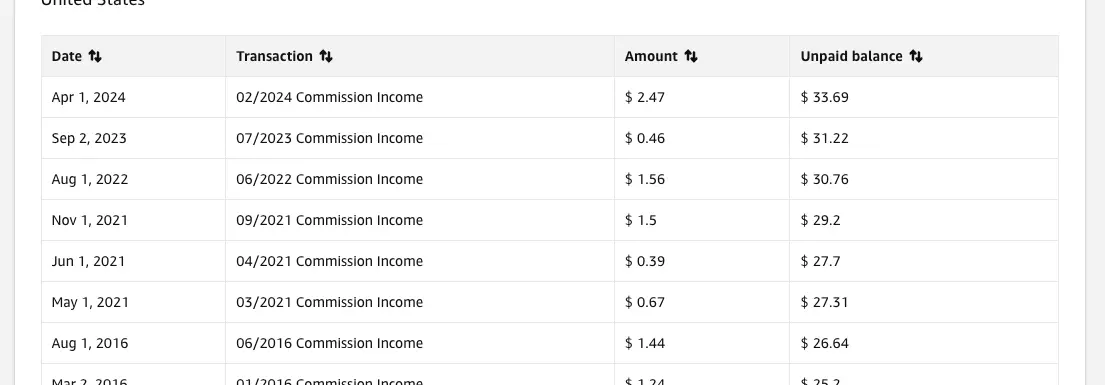 United States
Date Transaction Amount Unpaid balance
Apr 1, 2024 02/2024 Commission Income $ 2.47 $ 33.69
Sep 2, 2023 07/2023 Commission Income $ 0.46 $ 31.22
Aug 1, 2022 06/2022 Commission Income $ 1.56 $ 30.76
Nov 1, 2021 09/2021 Commission Income $ 1.5 $ 29.2
Jun 1, 2021 04/2021 Commission Income $ 0.39 $ 27.7
May 1, 2021 03/2021 Commission Income $ 0.67 $ 27.31
Aug 1, 2016 06/2016 Commission Income $ 1.44 $ 26.64
Mar 2, 2016 01/2016 Commission Income $ 1.24 $ 25.2